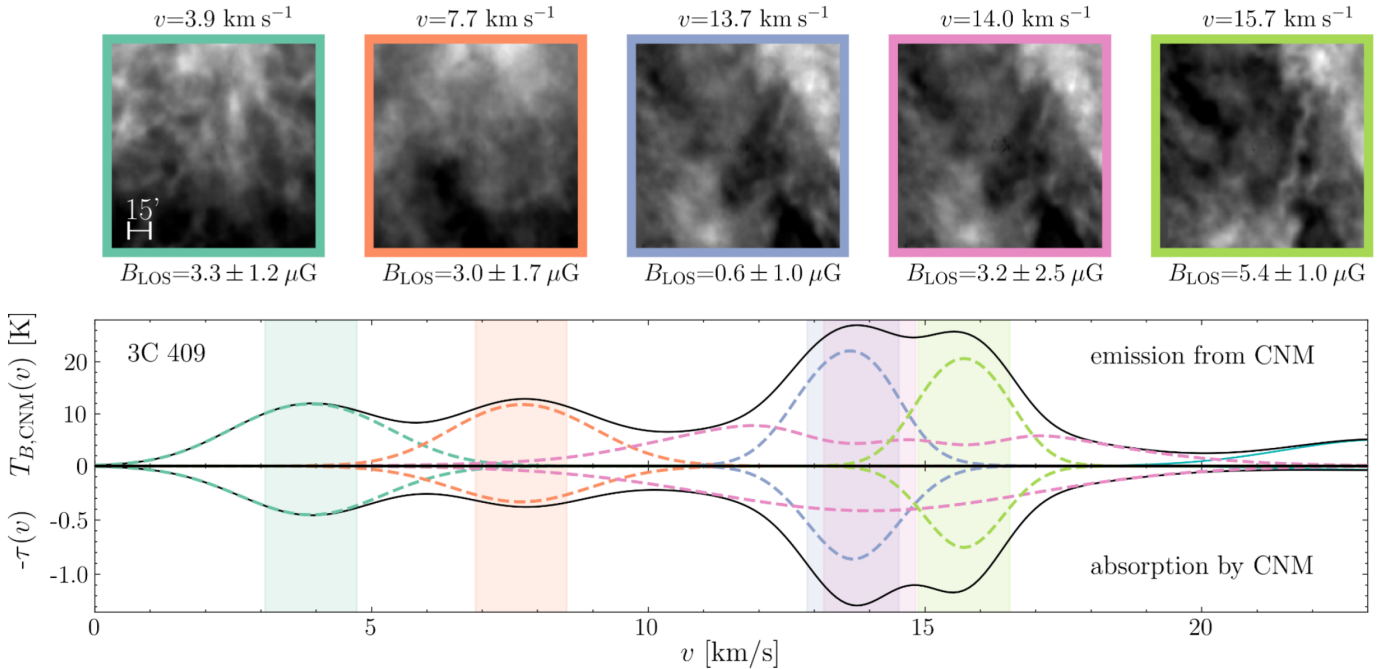 v=3.9 km s⁻¹ v=7.7 km s⁻¹ v=13.7 km s⁻¹ v=14.0 km s⁻¹ v=15.7 km s⁻¹
15'
B_LOS=3.3 ± 1.2 μG B_LOS=3.0 ± 1.7 μG B_LOS=0.6 ± 1.0 μG B_LOS=3.2 ± 2.5 μG B_LOS=5.4 ± 1.0 μG
3C 409 emission from CNM
T_B,CNM(v) [K]
20
10
0
-τ(v)
-0.5
-1.0
absorption by CNM
0 5 10 15 20
v [km/s]